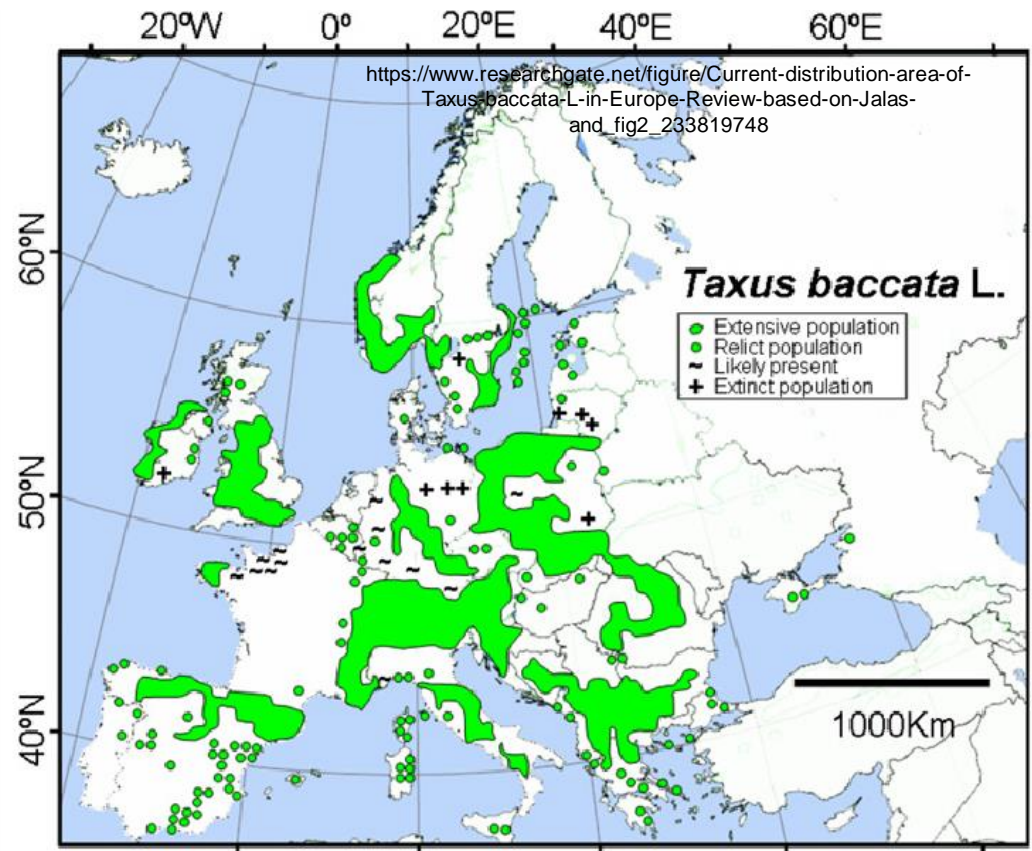 20ºW 0º 20ºE 40ºE 60ºE
https://www.researchgate.net/figure/Current-distribution-area-of-
Taxus-baccata-L-in-Europe-Review-based-on-Jalas-
and_fig2_233819748
60ºN
Taxus baccata L.
Extensive population
Relict population
Likely present
Extinct population
50ºN
40ºN
1000Km